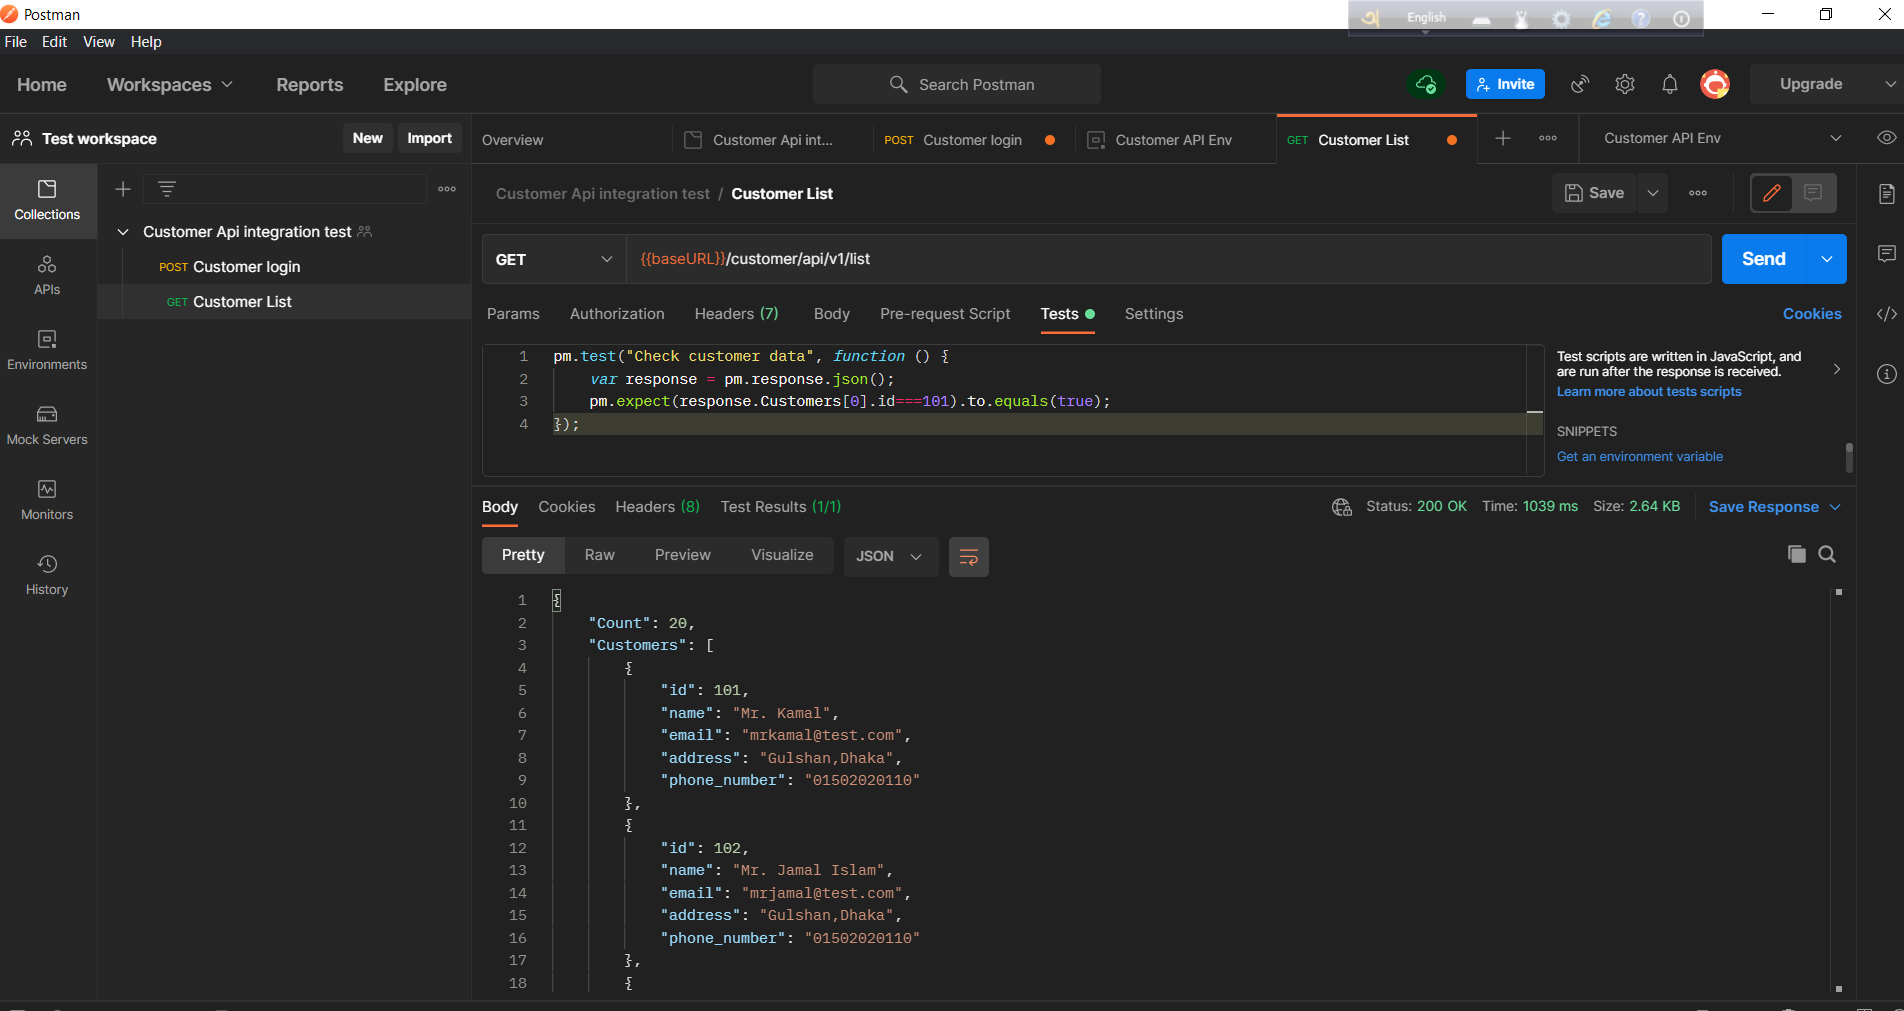 Postman
English
File Edit View Help
Home Workspaces Reports Explore
Search Postman
Invite
Upgrade
Test workspace
New Import
Overview
Customer Api int...
POST Customer login
Customer API Env
GET Customer List
Customer API Env
Collections
APIs
Environments
Mock Servers
Monitors
History
Customer Api integration test
POST Customer login
GET Customer List
Customer Api integration test / Customer List
Save
GET {{baseURL}}/customer/api/v1/list
Send
Params Authorization Headers (7) Body Pre-request Script Tests Settings
Cookies
1 pm.test("Check customer data", function () {
2 var response = pm.response.json();
3 pm.expect(response.Customers[0].id===101).to.equals(true);
4 });
Test scripts are written in JavaScript, and
are run after the response is received.
Learn more about tests scripts
SNIPPETS
Get an environment variable
Body Cookies Headers (8) Test Results (1/1)
Status: 200 OK Time: 1039 ms Size: 2.64 KB
Save Response
Pretty Raw Preview Visualize JSON
1 {
2 "Count": 20,
3 "Customers": [
4 {
5 "id": 101,
6 "name": "Mr. Kamal",
7 "email": "mrkamal@test.com",
8 "address": "Gulshan,Dhaka",
9 "phone_number": "01502020110"
10 },
11 {
12 "id": 102,
13 "name": "Mr. Jamal Islam",
14 "email": "mrjamal@test.com",
15 "address": "Gulshan,Dhaka",
16 "phone_number": "01502020110"
17 },
18 {